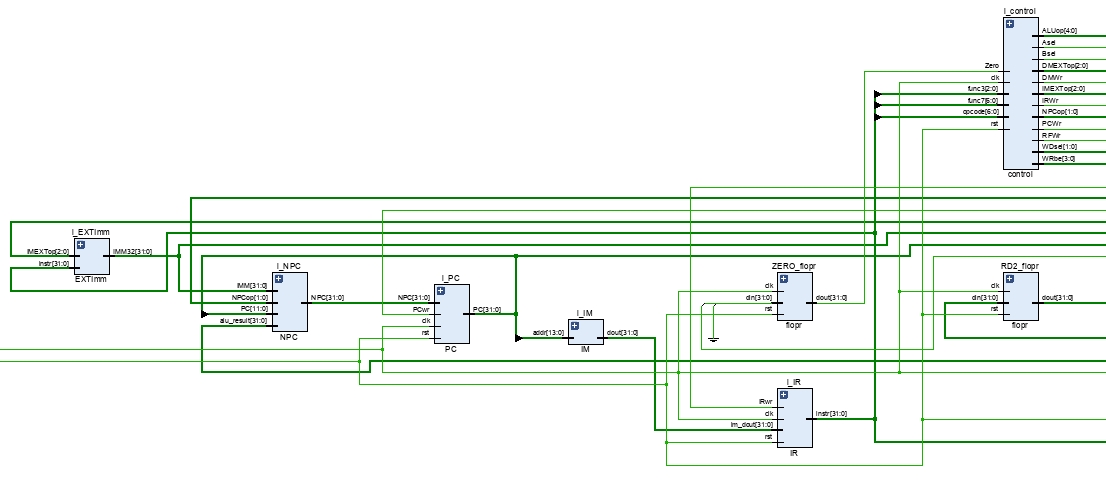 I_control
ALUop[4:0]
Asel
Bsel
Zero
DMEXTop[2:0]
clk
DMWr
func3[2:0]
IMEXTop[2:0]
func7[6:0]
IRWr
opcode[6:0]
NPCop[1:0]
rst
PCWr
RFWr
WDsel[1:0]
WRbe[3:0]
control
I_EXTImm
IMEXTop[2:0]
IMM32[31:0]
instr[31:0]
EXTImm
I_NPC
IMM[31:0]
NPCop[1:0]
NPC[31:0]
PC[11:0]
alu_result[31:0]
NPC
I_PC
NPC[31:0]
PCwr
PC[31:0]
clk
rst
PC
I_IM
addr[13:0]
dout[31:0]
IM
ZERO_flopr
clk
din[31:0]
dout[31:0]
rst
flopr
RD2_flopr
clk
din[31:0]
dout[31:0]
rst
flopr
I_IR
IRwr
clk
Instr[31:0]
im_dout[31:0]
rst
IR